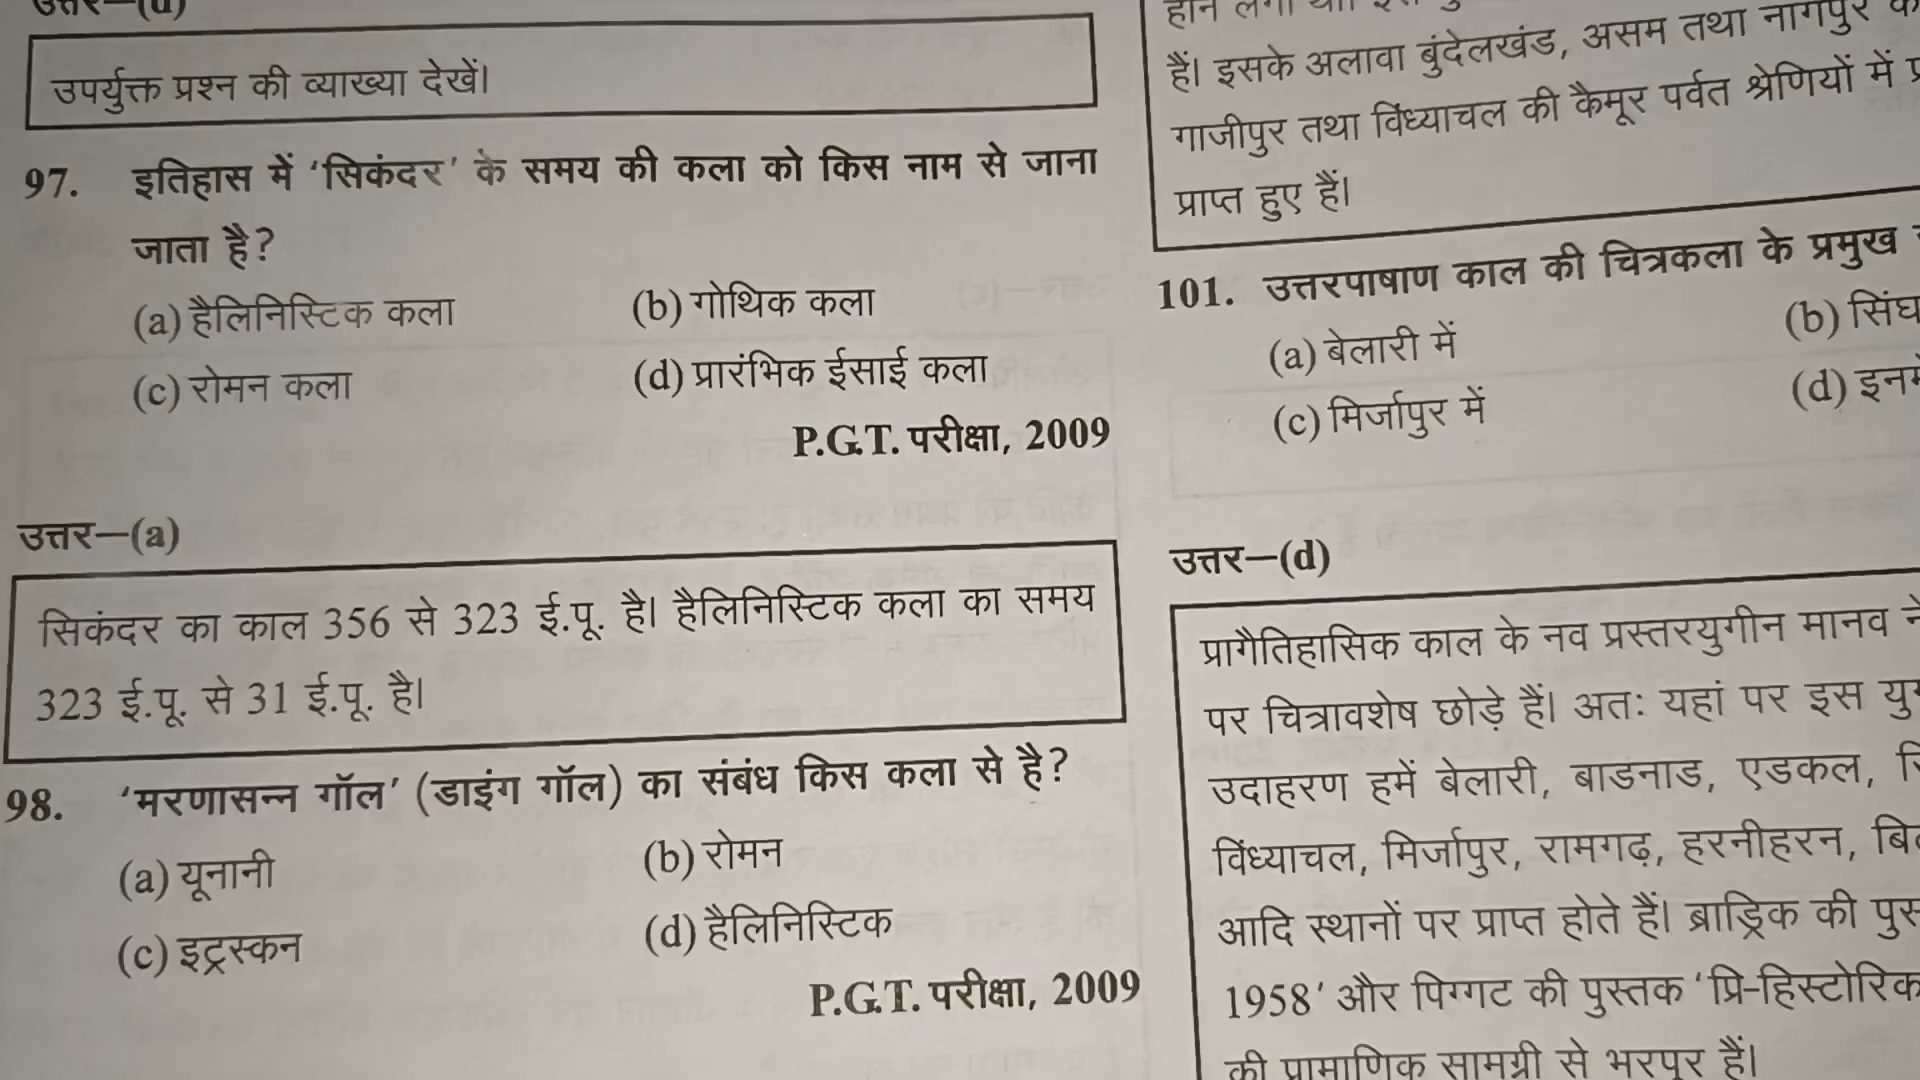 उत्तर—(d)
उपर्युक्त प्रश्न की व्याख्या देखें।
97. इतिहास में ‘सिकंदर’ के समय की कला को किस नाम से जाना
जाता है?
(a) हैलिनिस्टिक कला (b) गोथिक कला
(c) रोमन कला (d) प्रारंभिक ईसाई कला
P.G.T. परीक्षा, 2009
उत्तर—(a)
सिकंदर का काल 356 से 323 ई.पू. है। हैलिनिस्टिक कला का समय
323 ई.पू. से 31 ई.पू. है।
98. ‘मरणासन्न गॉल’ (डाइंग गॉल) का संबंध किस कला से है?
(a) यूनानी (b) रोमन
(c) इट्रस्कन (d) हैलिनिस्टिक
P.G.T. परीक्षा, 2009
हैं। इसके अलावा बुंदेलखंड, असम तथा नागपुर
गाजीपुर तथा विंध्याचल की कैमूर पर्वत श्रेणियों में
प्राप्त हुए हैं।
101. उत्तरपाषाण काल की चित्रकला के प्रमुख
(a) बेलारी में (b)
(c) मिर्जापुर में (d)
उत्तर—(d)
प्रागैतिहासिक काल के नव प्रस्तरयुगीन मानव
पर चित्रावशेष छोड़े हैं। अतः यहां पर इस
उदाहरण हमें बेलारी, बाडनाड, एडकल,
विंध्याचल, मिर्जापुर, रामगढ़, हरनीहरन,
आदि स्थानों पर प्राप्त होते हैं। ब्राड्रिक की
1958’ और पिग्गट की पुस्तक ‘प्रि-हिस्टोरिक
की प्रामाणिक सामग्री से भरपूर हैं।